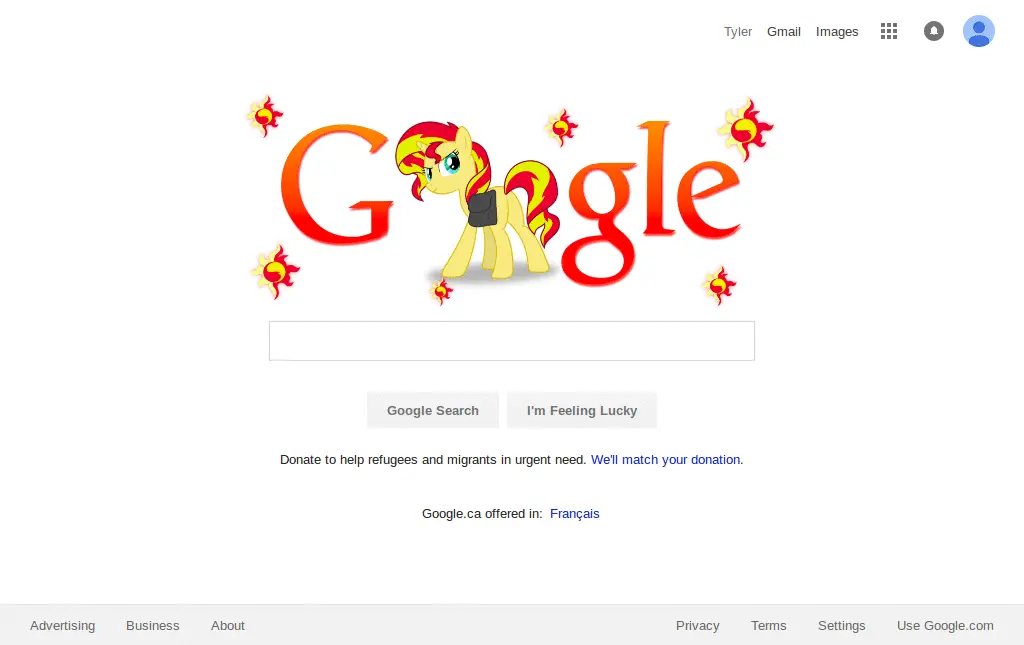 Tyler Gmail Images
G gle
Google Search I'm Feeling Lucky
Donate to help refugees and migrants in urgent need. We'll match your donation.
Google.ca offered in: Français
Advertising Business About Privacy Terms Settings Use Google.com